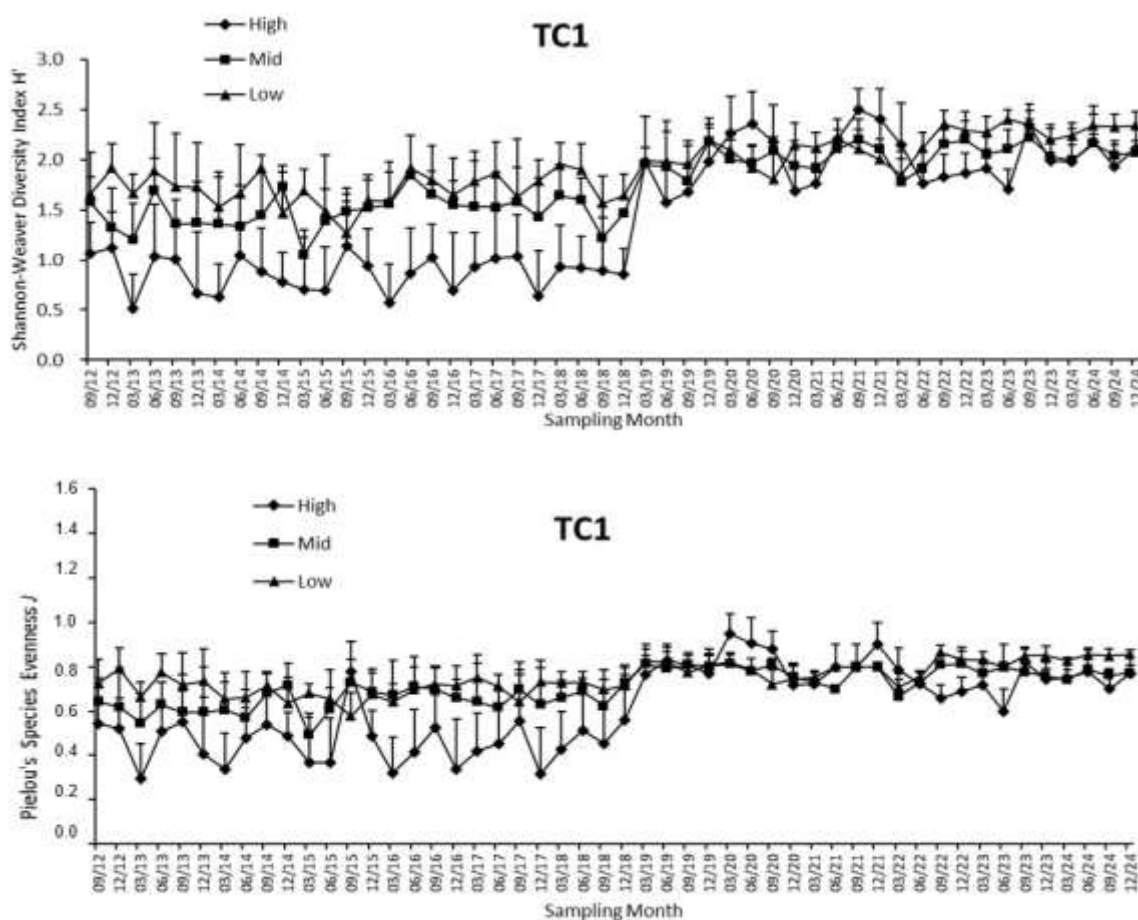 TC1
High
Mid
Low
Shannon-Weaver Diversity Index H'
3.0
2.5
2.0
1.5
1.0
0.5
0.0
09/12 12/12 03/13 06/13 09/13 12/13 03/14 06/14 09/14 12/14 03/15 06/15 09/15 12/15 03/16 06/16 09/16 12/16 03/17 06/17 09/17 12/17 03/18 06/18 09/18 12/18 03/19 06/19 09/19 12/19 03/20 06/20 09/20 12/20 03/21 06/21 09/21 12/21 03/22 06/22 09/22 12/22 03/23 06/23 09/23 12/23 03/24 06/24 09/24 12/24
Sampling Month
TC1
High
Mid
Low
Pielou's Species Evenness J
1.6
1.4
1.2
1.0
0.8
0.6
0.4
0.2
0.0
09/12 12/12 03/13 06/13 09/13 12/13 03/14 06/14 09/14 12/14 03/15 06/15 09/15 12/15 03/16 06/16 09/16 12/16 03/17 06/17 09/17 12/17 03/18 06/18 09/18 12/18 03/19 06/19 09/19 12/19 03/20 06/20 09/20 12/20 03/21 06/21 09/21 12/21 03/22 06/22 09/22 12/22 03/23 06/23 09/23 12/23 03/24 06/24 09/24 12/24
Sampling Month